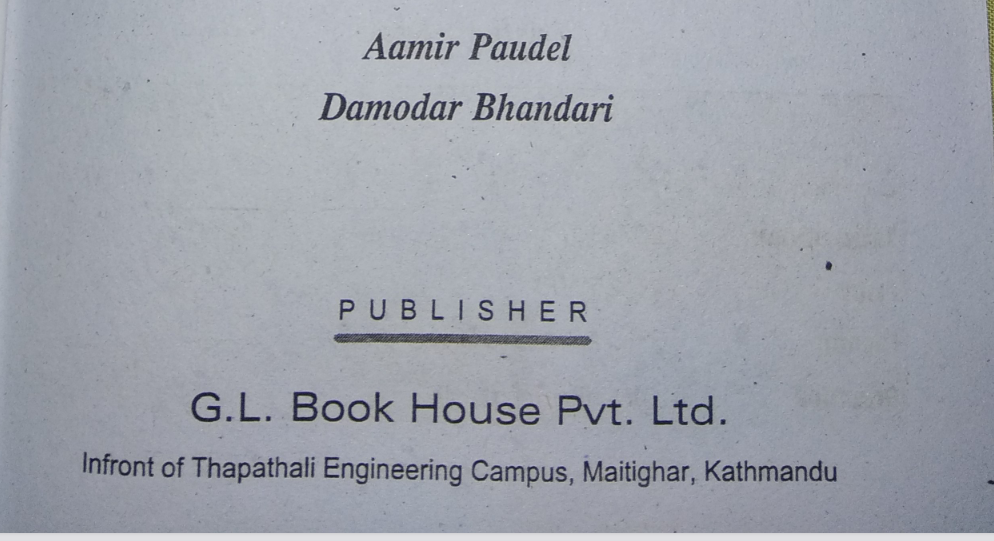 Aamir Paudel
Damodar Bhandari
PUBLISHER
G.L. Book House Pvt. Ltd.
Infront of Thapathali Engineering Campus, Maitighar, Kathmandu